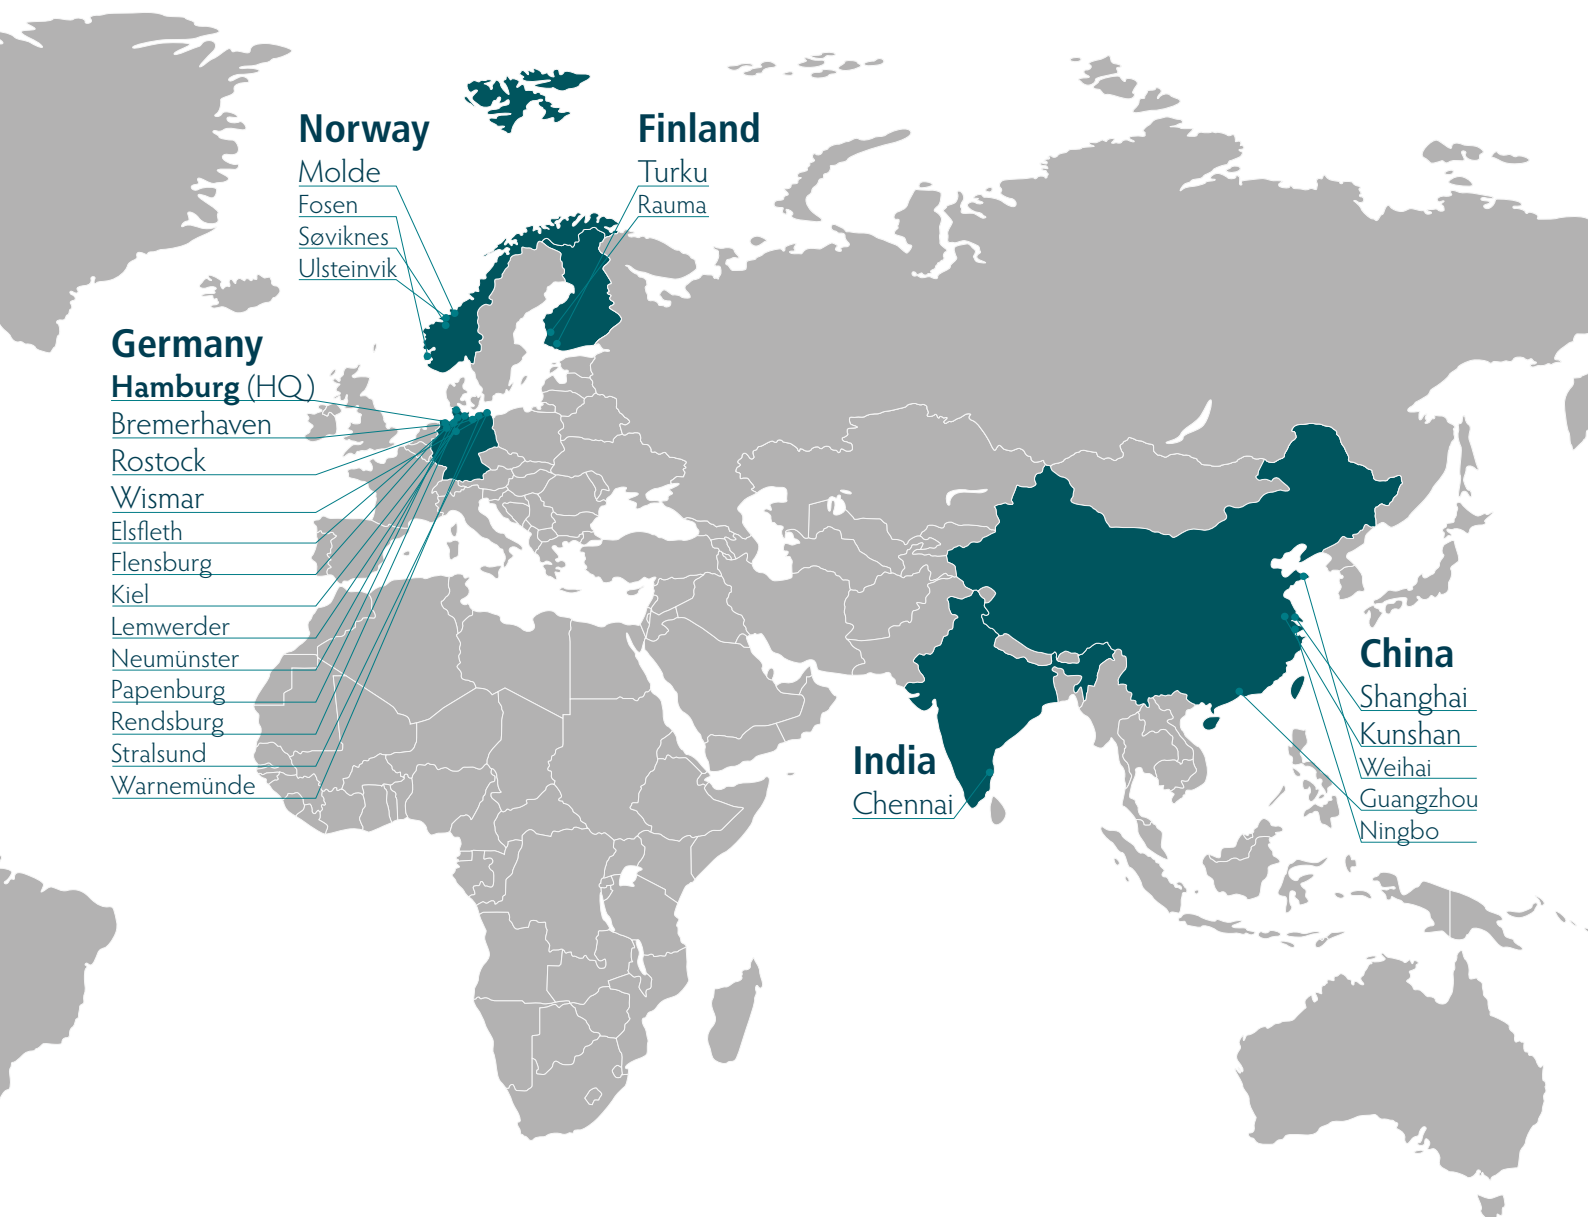 Norway
Molde
Fosen
Søviknes
Ulsteinvik
Finland
Turku
Rauma
Germany
Hamburg (HQ)
Bremerhaven
Rostock
Wismar
Elsfleth
Flensburg
Kiel
Lemwerder
Neumünster
Papenburg
Rendsburg
Stralsund
Warnemünde
India
Chennai
China
Shanghai
Kunshan
Weihai
Guangzhou
Ningbo